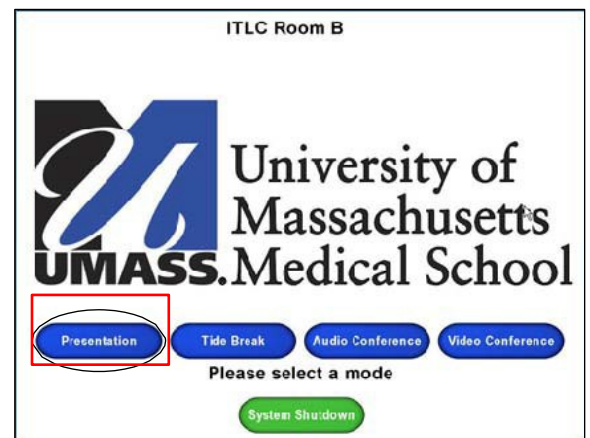 ITLC Room B
University of
Massachusetts
UMASS. Medical School
Presentation Tide Break Audio Conference Video Conference
Please select a mode
System Shutdown